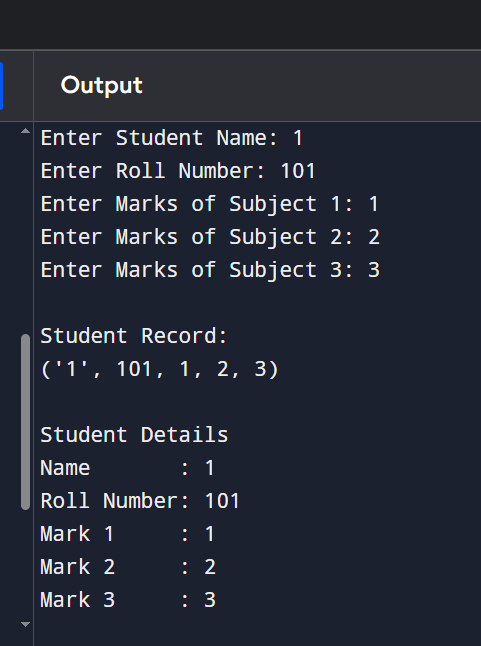 Output
Enter Student Name: 1
Enter Roll Number: 101
Enter Marks of Subject 1: 1
Enter Marks of Subject 2: 2
Enter Marks of Subject 3: 3
Student Record:
('1', 101, 1, 2, 3)
Student Details
Name       : 1
Roll Number: 101
Mark 1     : 1
Mark 2     : 2
Mark 3     : 3